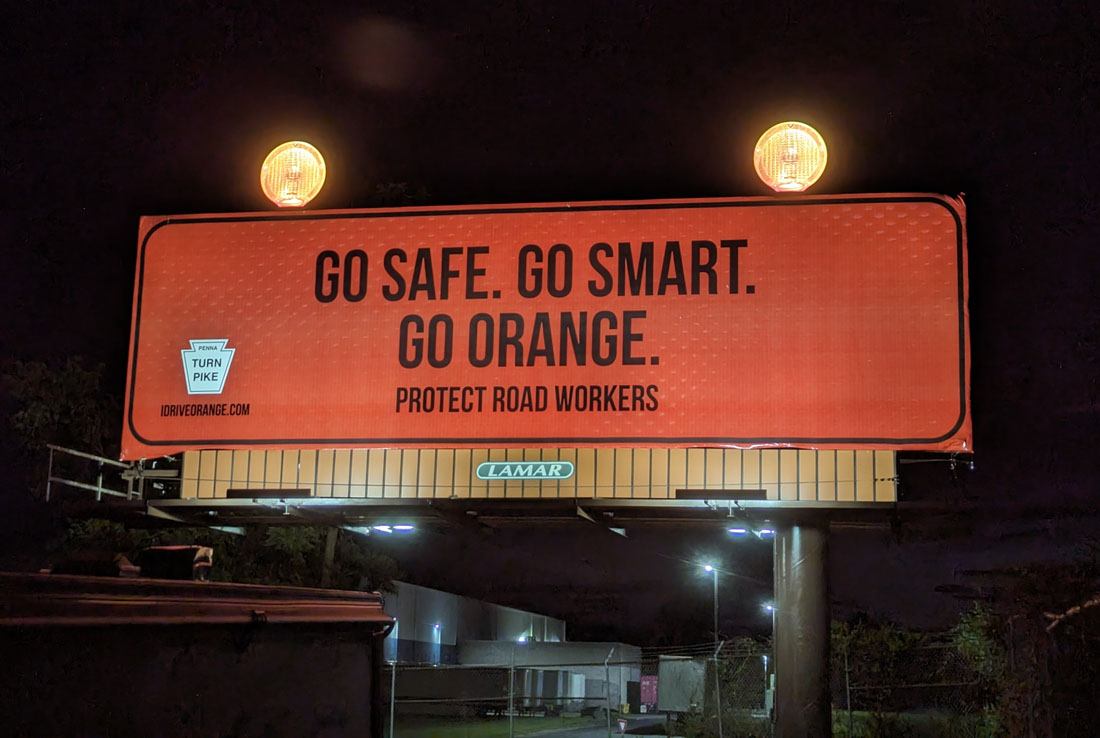 GO SAFE. GO SMART.
GO ORANGE.
PROTECT ROAD WORKERS
PENNA
TURN
PIKE
IDRIVEORANGE.COM
LAMAR